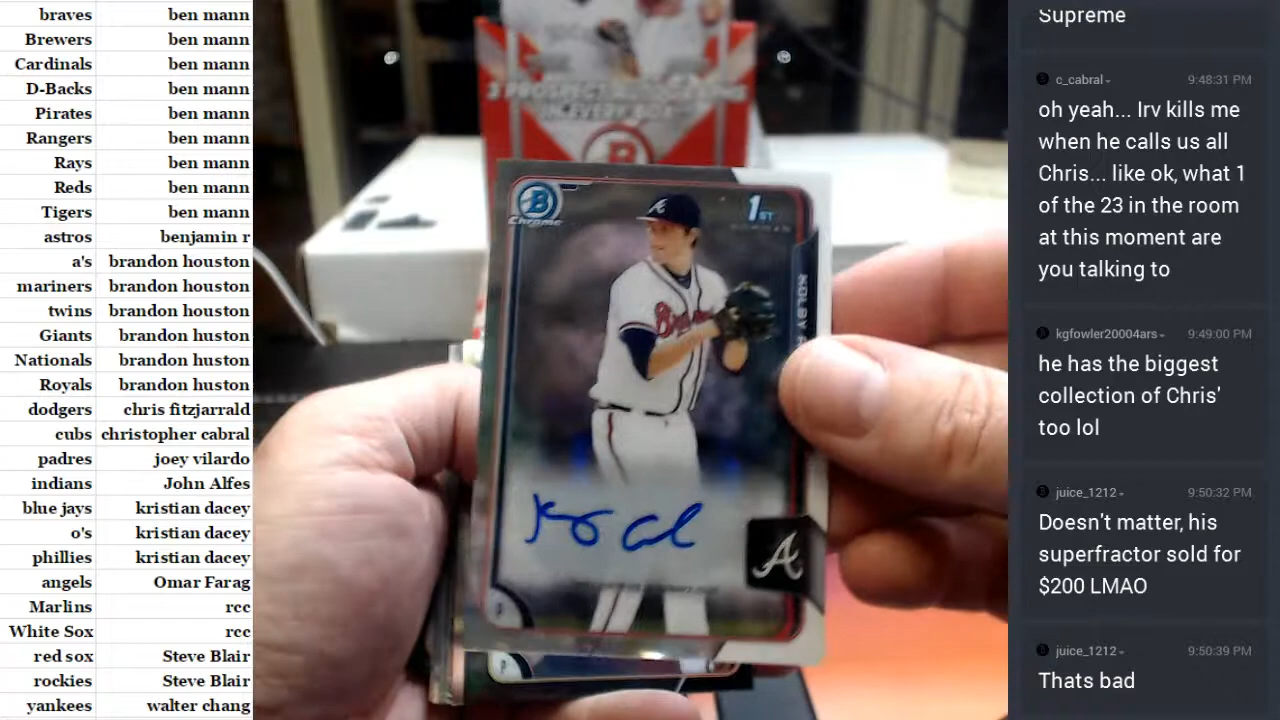 braves ben mann
Brewers ben mann
Cardinals ben mann
D-Backs ben mann
Pirates ben mann
Rangers ben mann
Rays ben mann
Reds ben mann
Tigers ben mann
astros benjamin r
a's brandon houston
mariners brandon houston
twins brandon houston
Giants brandon huston
Nationals brandon huston
Royals brandon huston
dodgers chris fitzjarrald
cubs christopher cabral
padres joey vilardo
indians John Alfes
blue jays kristian dacey
o's kristian dacey
phillies kristian dacey
angels Omar Farag
Marlins rcc
White Sox rcc
red sox Steve Blair
rockies Steve Blair
yankees walter chang
3 PROSPECT
IN EVERY BOX
B
B
Chrome
1ST
A
Braves
KOLBY
A
P
Supreme
c_cabral 9:48:31 PM
oh yeah... Irv kills me
when he calls us all
Chris... like ok, what 1
of the 23 in the room
at this moment are
you talking to
kgfowler20004ars 9:49:00 PM
he has the biggest
collection of Chris'
too lol
juice_1212 9:50:32 PM
Doesn't matter, his
superfractor sold for
$200 LMAO
juice_1212 9:50:39 PM
Thats bad